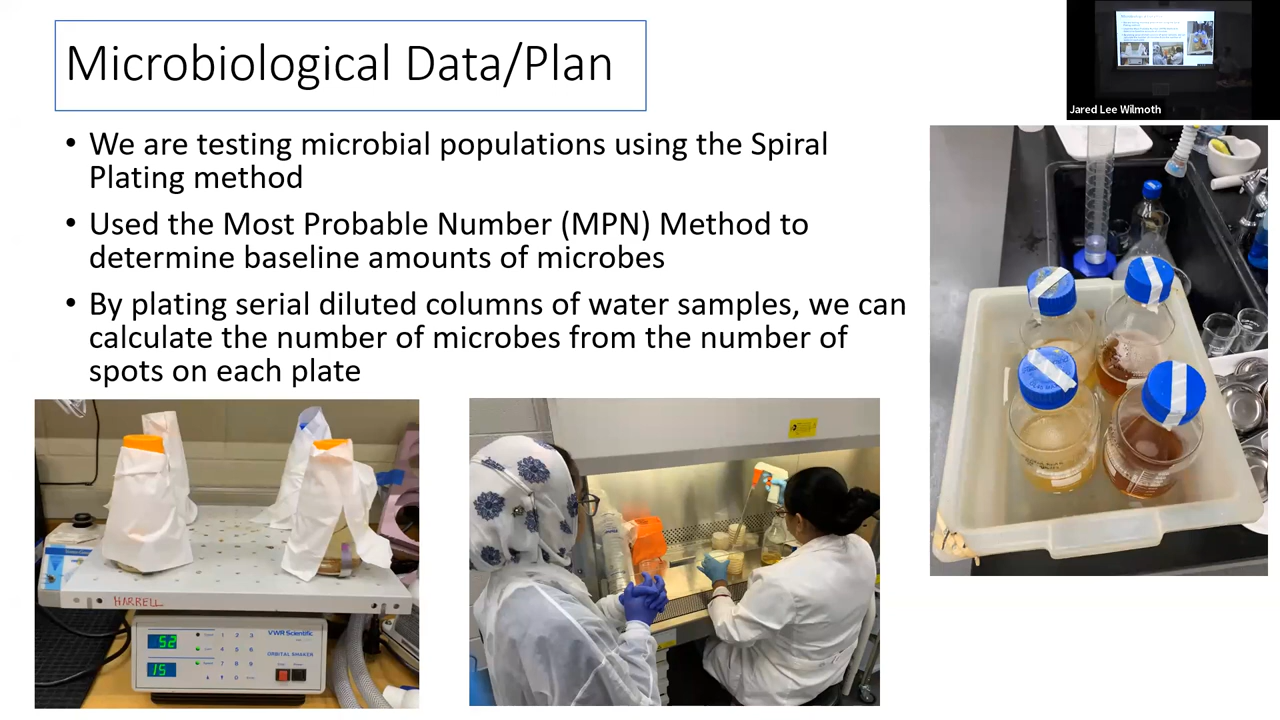 Microbiological Data/Plan
Jared Lee Wilmoth
• We are testing microbial populations using the Spiral
Plating method
• Used the Most Probable Number (MPN) Method to
determine baseline amounts of microbes
• By plating serial diluted columns of water samples, we can
calculate the number of microbes from the number of
spots on each plate
HARRELL
52
15
VWR Scientific
ORBITAL SHAKER